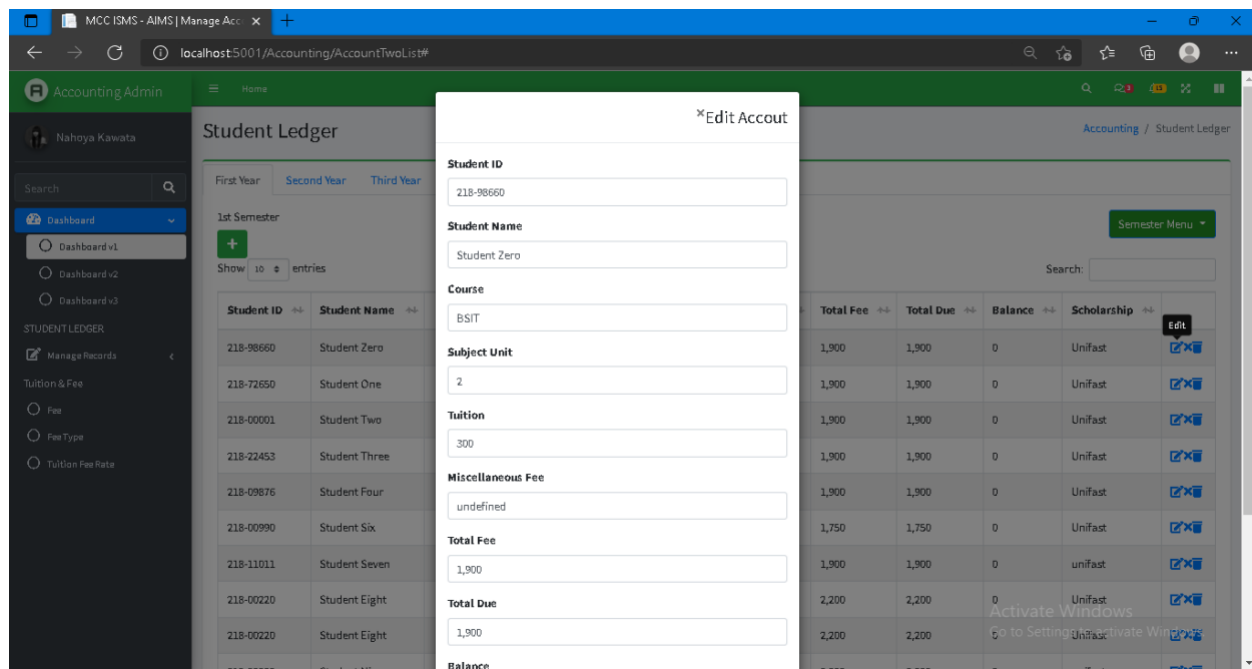 MCC ISMS - AIMS | Manage Acc
localhost:5001/Accounting/AccountTwoList#
Accounting Admin
Home
Nahoya Kawata
Search
Dashboard
Dashboard v1
Dashboard v2
Dashboard v3
STUDENT LEDGER
Manage Records
Tuition & Fee
Fee
Fee Type
Tuition Fee Rate
Student Ledger
Accounting / Student Ledger
First Year Second Year Third Year
1st Semester
Semester Menu
+
Show 10 entries
Search:
Student ID Student Name Total Fee Total Due Balance Scholarship
Edit
218-98660 Student Zero 1,900 1,900 0 Unifast
218-72650 Student One 1,900 1,900 0 Unifast
218-00001 Student Two 1,900 1,900 0 Unifast
218-22453 Student Three 1,900 1,900 0 Unifast
218-09876 Student Four 1,900 1,900 0 Unifast
218-00990 Student Six 1,750 1,750 0 Unifast
218-11011 Student Seven 1,900 1,900 0 unifast
218-00220 Student Eight 2,200 2,200 0 Unifast
218-00220 Student Eight 2,200 2,200 Unifast
×Edit Accout
Student ID
218-98660
Student Name
Student Zero
Course
BSIT
Subject Unit
2
Tuition
300
Miscellaneous Fee
undefined
Total Fee
1,900
Total Due
1,900
Balance
Activate Windows
Go to Settings to activate Windows.